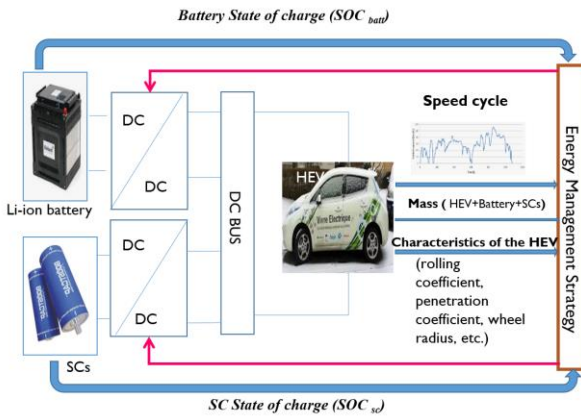 Battery State of charge (SOC batt)
DC
DC
Li-ion battery
DC
DC
SCs
DC BUS
HEV
Speed cycle
Mass ( HEV+Battery+SCs)
Characteristics of the HEV
(rolling
coefficient,
penetration
coefficient, wheel
radius, etc.)
Energy Management
Strategy
SC State of charge (SOC sc)